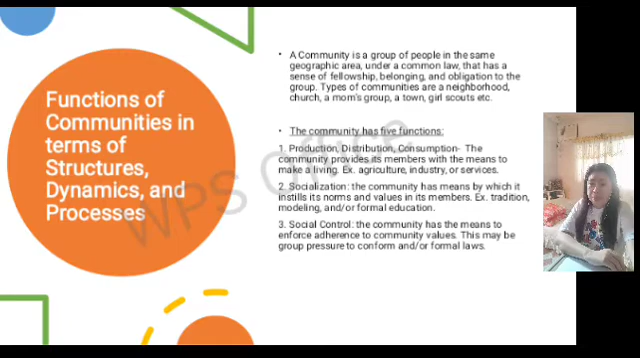 Functions of
Communities in
terms of
Structures,
Dynamics, and
Processes
• A Community is a group of people in the same
geographic area, under a common law, that has a
sense of fellowship, belonging, and obligation to the
group. Types of communities are a neighborhood,
church, a mom's group, a town, girl scouts etc.
• The community has five functions:
1. Production, Distribution, Consumption- The
community provides its members with the means to
make a living. Ex. agriculture, industry, or services.
2. Socialization: the community has means by which it
instills its norms and values in its members. Ex. tradition,
modeling, and/or formal education.
3. Social Control: the community has the means to
enforce adherence to community values. This may be
group pressure to conform and/or formal laws.
WPS Office